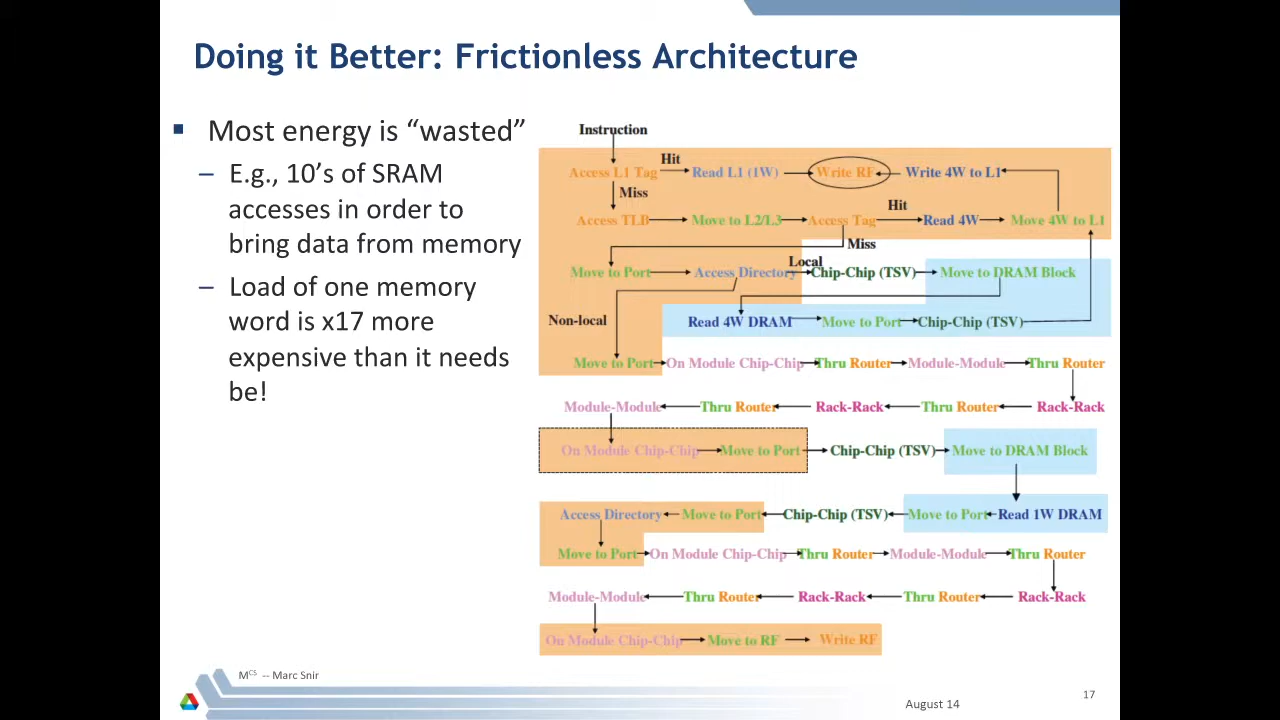 Doing it Better: Frictionless Architecture
▪ Most energy is “wasted”
– E.g., 10’s of SRAM
accesses in order to
bring data from memory
– Load of one memory
word is x17 more
expensive than it needs
be!
Instruction
Access L1 Tag Hit Read L1 (1W) Write RF Write 4W to L1
Miss
Access TLB Move to L2/L3 Access Tag Hit Read 4W Move 4W to L1
Miss
Move to Port Access Directory Local Chip-Chip (TSV) Move to DRAM Block
Non-local Read 4W DRAM Move to Port Chip-Chip (TSV)
Move to Port On Module Chip-Chip Thru Router Module-Module Thru Router
Module-Module Thru Router Rack-Rack Thru Router Rack-Rack
On Module Chip-Chip Move to Port Chip-Chip (TSV) Move to DRAM Block
Access Directory Move to Port Chip-Chip (TSV) Move to Port Read 1W DRAM
Move to Port On Module Chip-Chip Thru Router Module-Module Thru Router
Module-Module Thru Router Rack-Rack Thru Router Rack-Rack
On Module Chip-Chip Move to RF Write RF
MCS -- Marc Snir
August 14
17